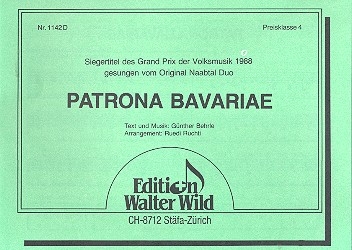 Nr. 1142D
Preisklasse 4
Siegertitel des Grand Prix der Volksmusik 1988
gesungen vom Original Naabtal Duo
PATRONA BAVARIAE
Text und Musik: Günther Behrle
Arrangement: Ruedi Ruchti
Edition
Walter Wild
CH-8712 Stäfa-Zürich